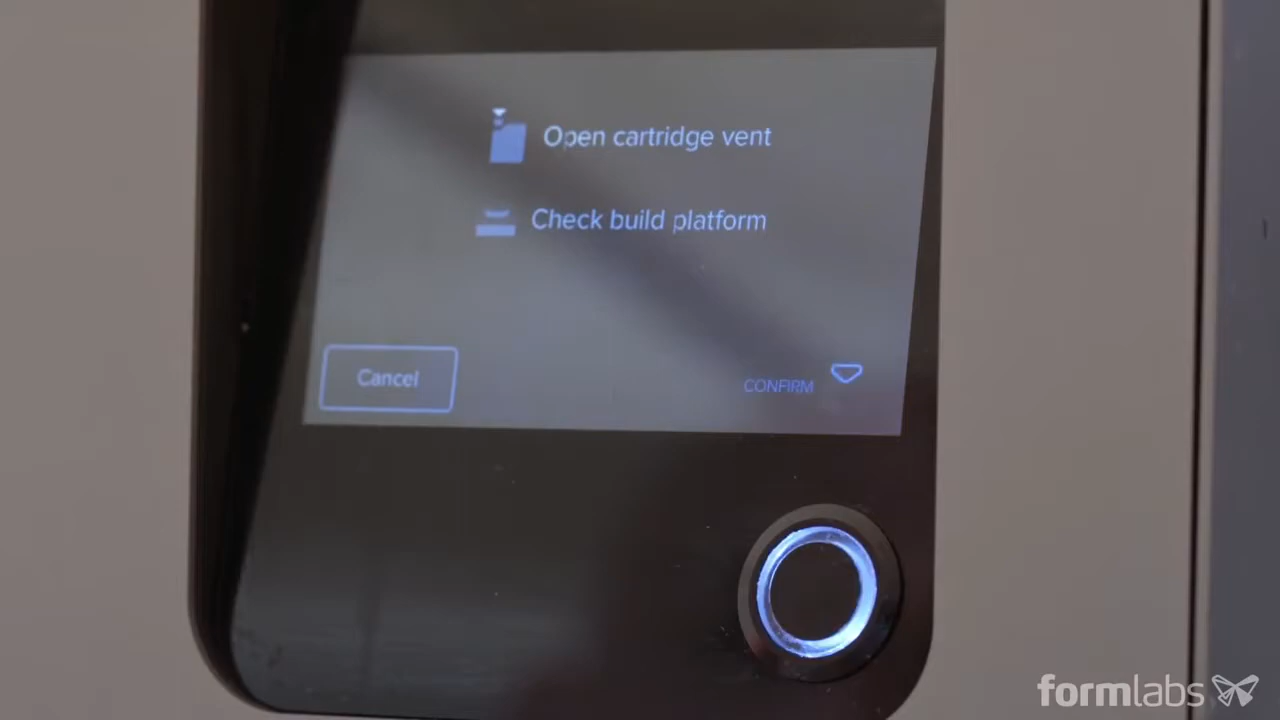 Open cartridge vent
Check build platform
Cancel
CONFIRM
formlabs